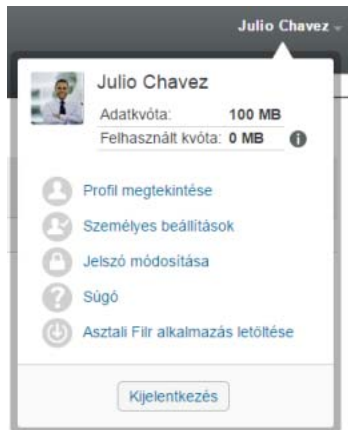 Julio Chavez
Julio Chavez
Adatkvóta: 100 MB
Felhasznált kvóta: 0 MB
Profil megtekintése
Személyes beállítások
Jelszó módosítása
Súgó
Asztali Filr alkalmazás letöltése
Kijelentkezés